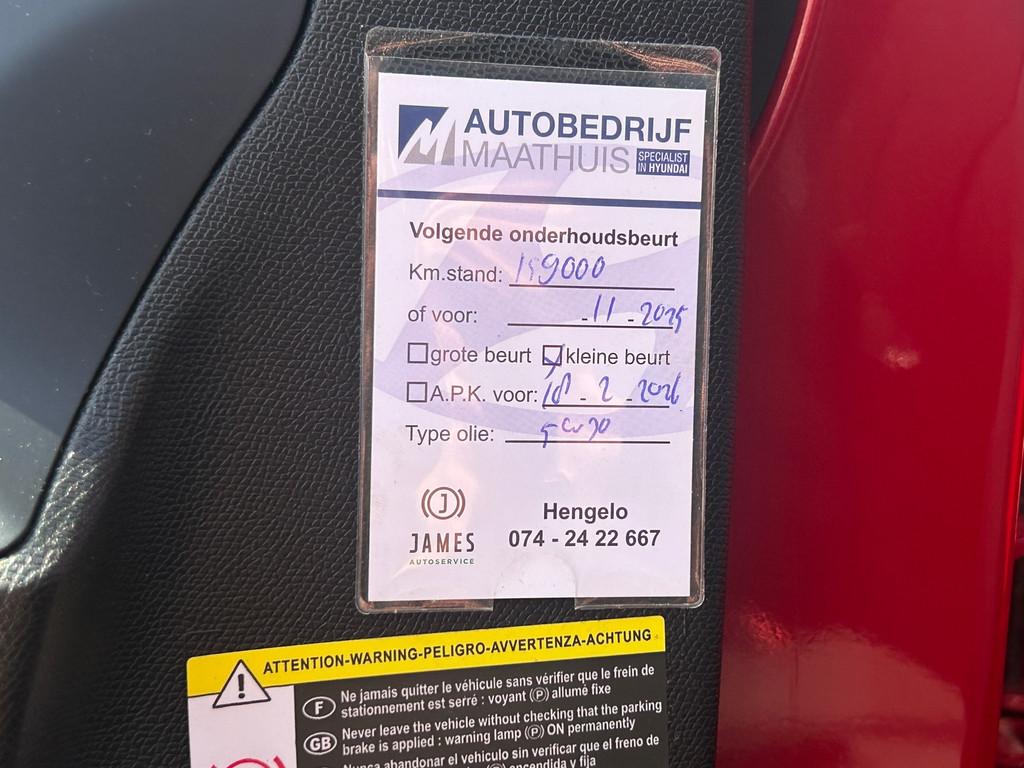 AUTOBEDRIJF
MAATHUIS SPECIALIST IN HYUNDAI
Volgende onderhoudsbeurt
Km.stand: 159000
of voor: -11-2025
grote beurt kleine beurt
A.P.K. voor: 18-2-2026
Type olie: 5w30
JAMES
AUTOSERVICE
Hengelo
074 - 24 22 667
ATTENTION-WARNING-PELIGRO-AVVERTENZA-ACHTUNG
F Ne jamais quitter le véhicule sans vérifier que le frein de
stationnement est serré : voyant (P) allumé fixe
GB Never leave the vehicle without checking that the parking
brake is applied : warning lamp (P) ON permanently
Nunca abandonar el vehiculo sin verificar que el freno de
encendida y fija